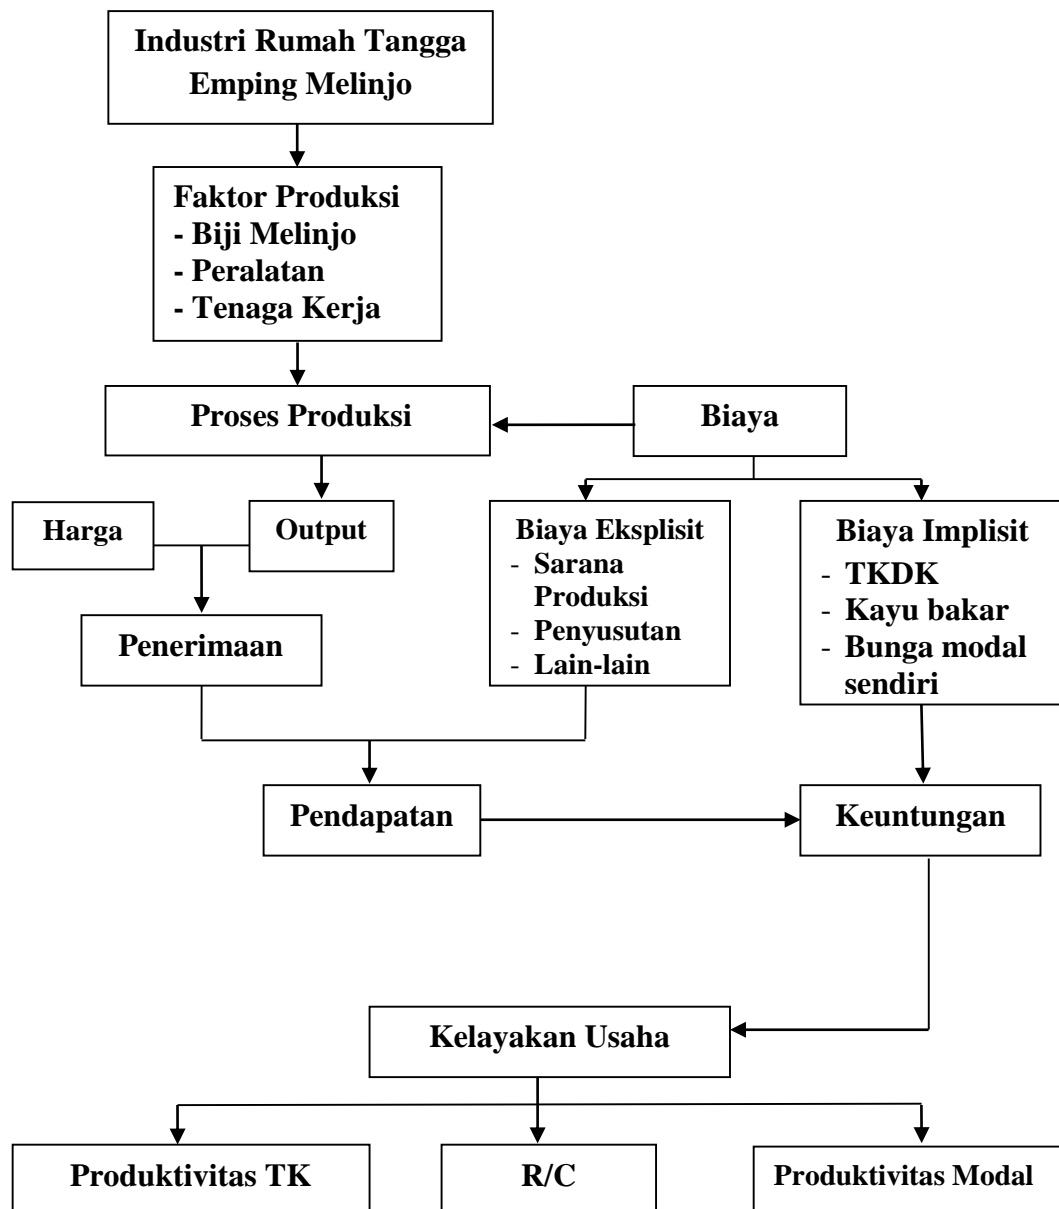 Industri Rumah Tangga
Emping Melinjo
Faktor Produksi
- Biji Melinjo
- Peralatan
- Tenaga Kerja
Proses Produksi
Biaya
Harga
Output
Biaya Eksplisit
- Sarana
Produksi
- Penyusutan
- Lain-lain
Biaya Implisit
- TKDK
- Kayu bakar
- Bunga modal
sendiri
Penerimaan
Pendapatan
Keuntungan
Kelayakan Usaha
Produktivitas TK
R/C
Produktivitas Modal